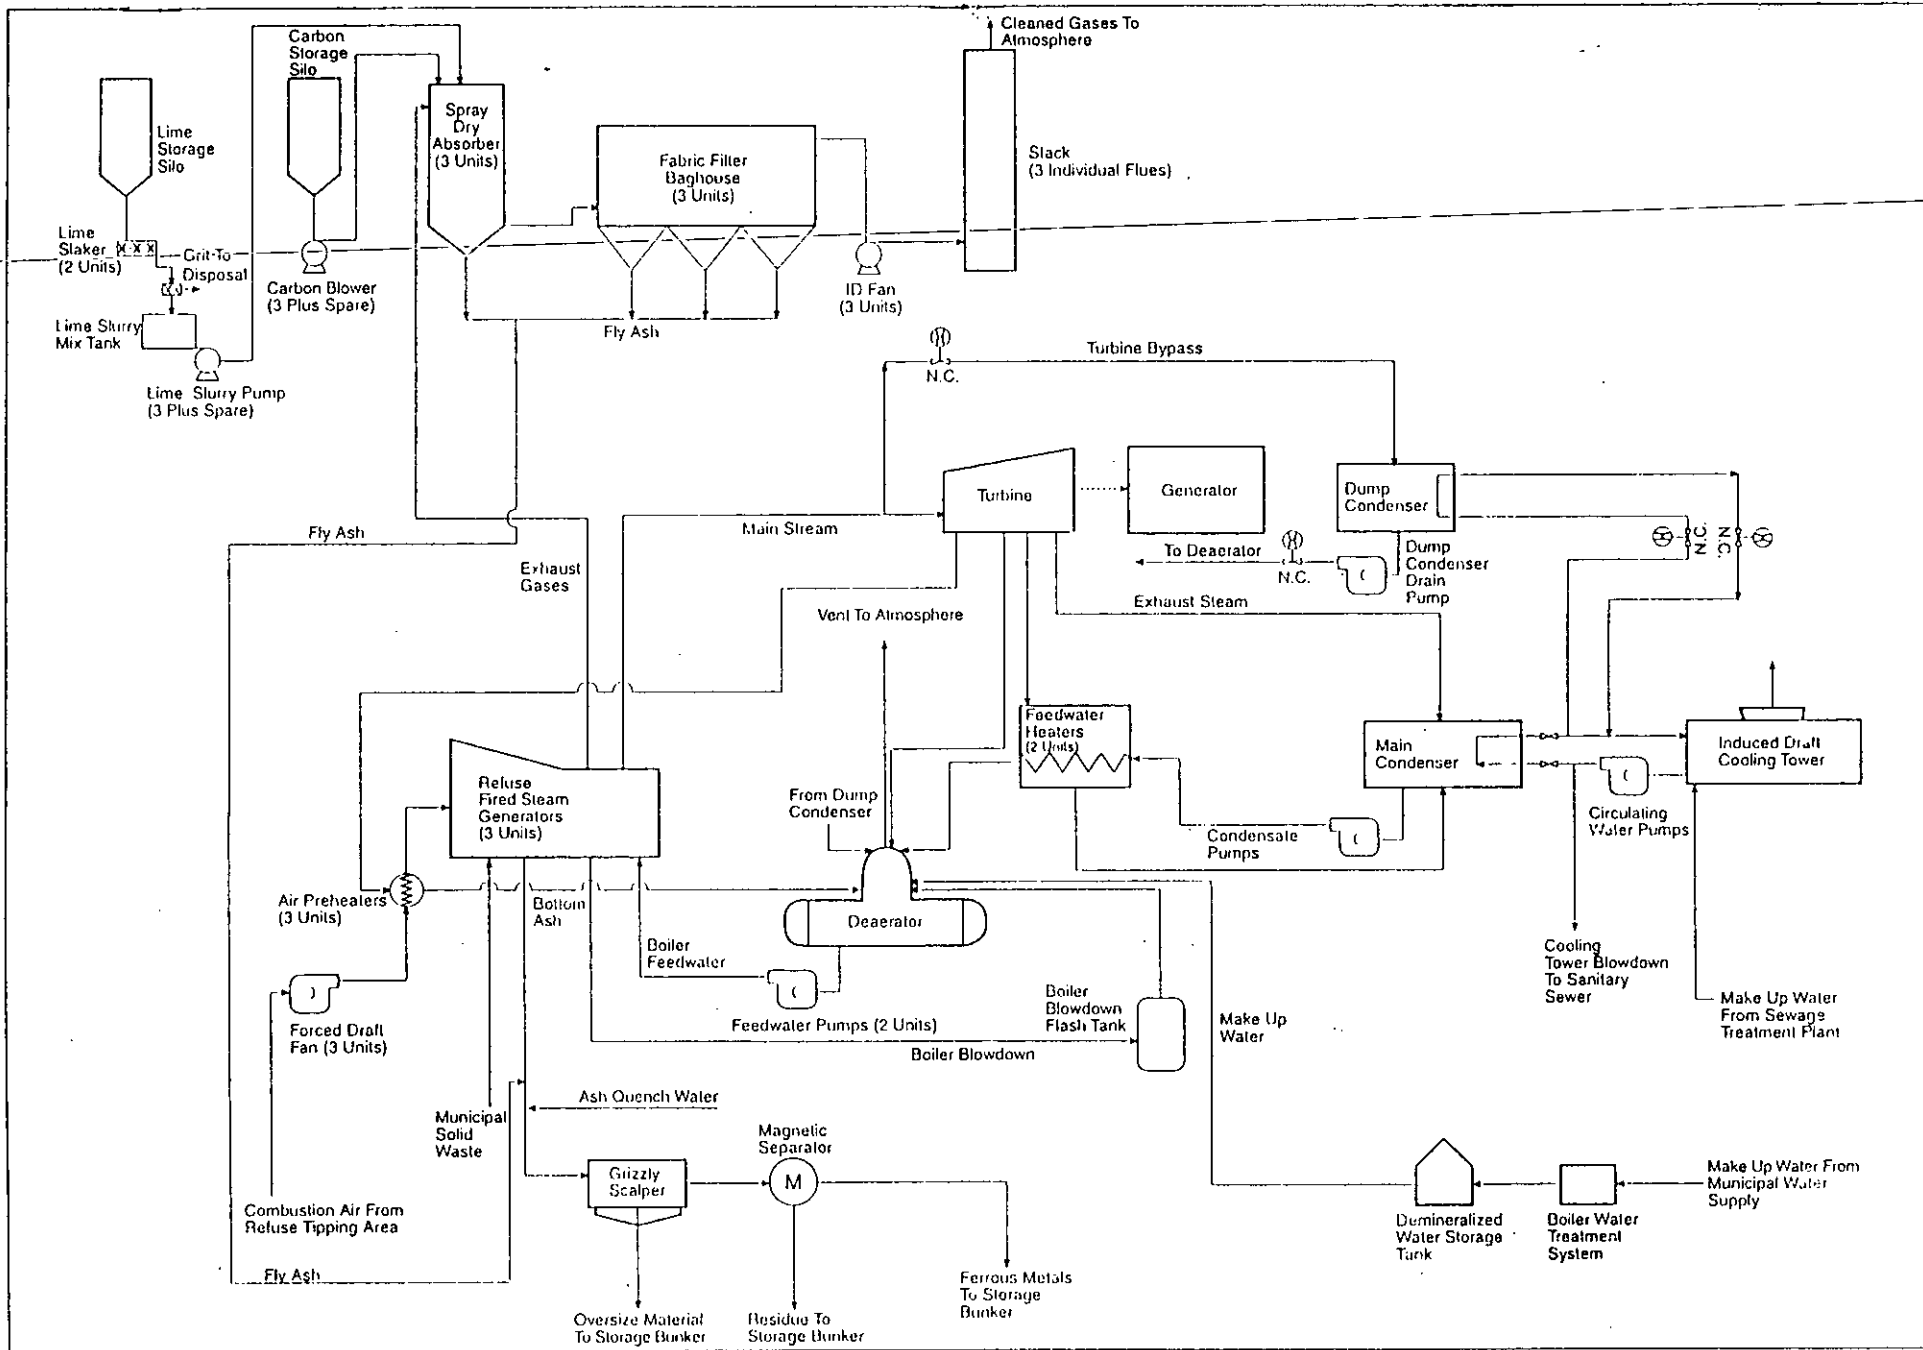 Cleaned Gases To
Atmosphere
Carbon
Storage
Silo
Lime
Storage
Silo
Spray
Dry
Absorber
(3 Units)
Fabric Filter
Baghouse
(3 Units)
Stack
(3 Individual Flues)
Lime
Slaker
(2 Units)
Grit To
Disposal
Carbon Blower
(3 Plus Spare)
ID Fan
(3 Units)
Lime Slurry
Mix Tank
Fly Ash
Lime Slurry Pump
(3 Plus Spare)
N.C.
Turbine Bypass
Turbine
Generator
Dump
Condenser
Main Stream
Fly Ash
Exhaust
Gases
To Deaerator
N.C.
Dump
Condenser
Drain
Pump
N.C.
N.C.
Exhaust Steam
Vent To Atmosphere
Feedwater
Heaters
(2 Units)
Main
Condenser
Induced Draft
Cooling Tower
Refuse
Fired Steam
Generators
(3 Units)
From Dump
Condenser
Condensate
Pumps
Circulating
Water Pumps
Air Preheaters
(3 Units)
Bottom
Ash
Deaerator
Boiler
Feedwater
Cooling
Tower Blowdown
To Sanitary
Sewer
Make Up Water
From Sewage
Treatment Plant
Forced Draft
Fan (3 Units)
Feedwater Pumps (2 Units)
Boiler
Blowdown
Flash Tank
Make Up
Water
Boiler Blowdown
Ash Quench Water
Municipal
Solid
Waste
Magnetic
Separator
Grizzly
Scalper
M
Combustion Air From
Refuse Tipping Area
Make Up Water From
Municipal Water
Supply
Demineralized
Water Storage
Tank
Boiler Water
Treatment
System
Fly Ash
Ferrous Metals
To Storage
Bunker
Oversize Material
To Storage Bunker
Residue To
Storage Bunker